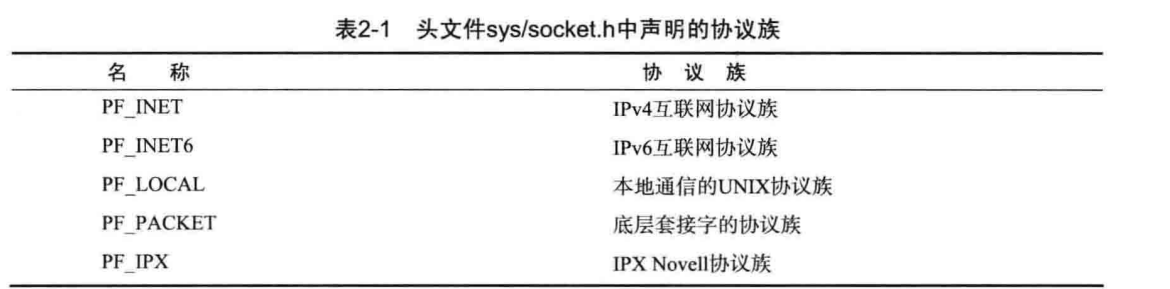 表2-1 头文件sys/socket.h中声明的协议族
名 称 协 议 族
PF_INET IPv4互联网协议族
PF_INET6 IPv6互联网协议族
PF_LOCAL 本地通信的UNIX协议族
PF_PACKET 底层套接字的协议族
PF_IPX IPX Novell协议族